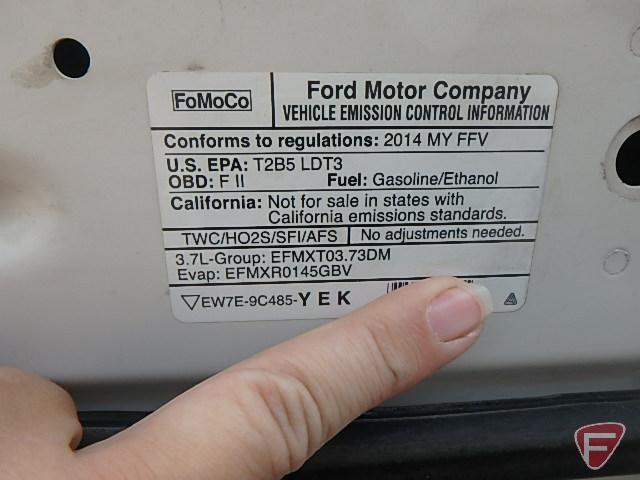 FoMoCo
Ford Motor Company
VEHICLE EMISSION CONTROL INFORMATION
Conforms to regulations: 2014 MY FFV
U.S. EPA: T2B5 LDT3
OBD: F II Fuel: Gasoline/Ethanol
California: Not for sale in states with
California emissions standards.
TWC/HO2S/SFI/AFS No adjustments needed.
3.7L-Group: EFMXT03.73DM
Evap: EFMXR0145GBV
EW7E-9C485-YEK
F